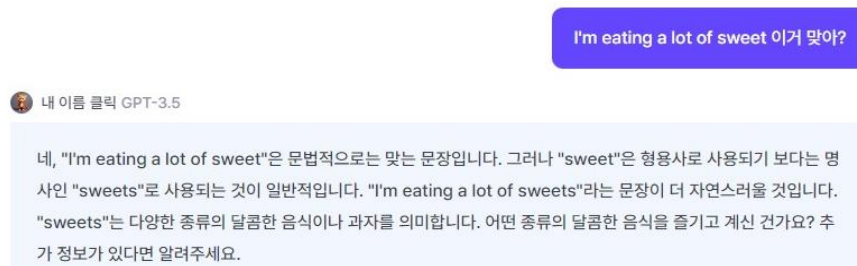 I'm eating a lot of sweet 이거 맞아?
내 이름 클릭 GPT-3.5
네, "I'm eating a lot of sweet"은 문법적으로는 맞는 문장입니다. 그러나 "sweet"은 형용사로 사용되기 보다는 명
사인 "sweets"로 사용되는 것이 일반적입니다. "I'm eating a lot of sweets"라는 문장이 더 자연스러울 것입니다.
"sweets"는 다양한 종류의 달콤한 음식이나 과자를 의미합니다. 어떤 종류의 달콤한 음식을 즐기고 계신 건가요? 추
가 정보가 있다면 알려주세요.